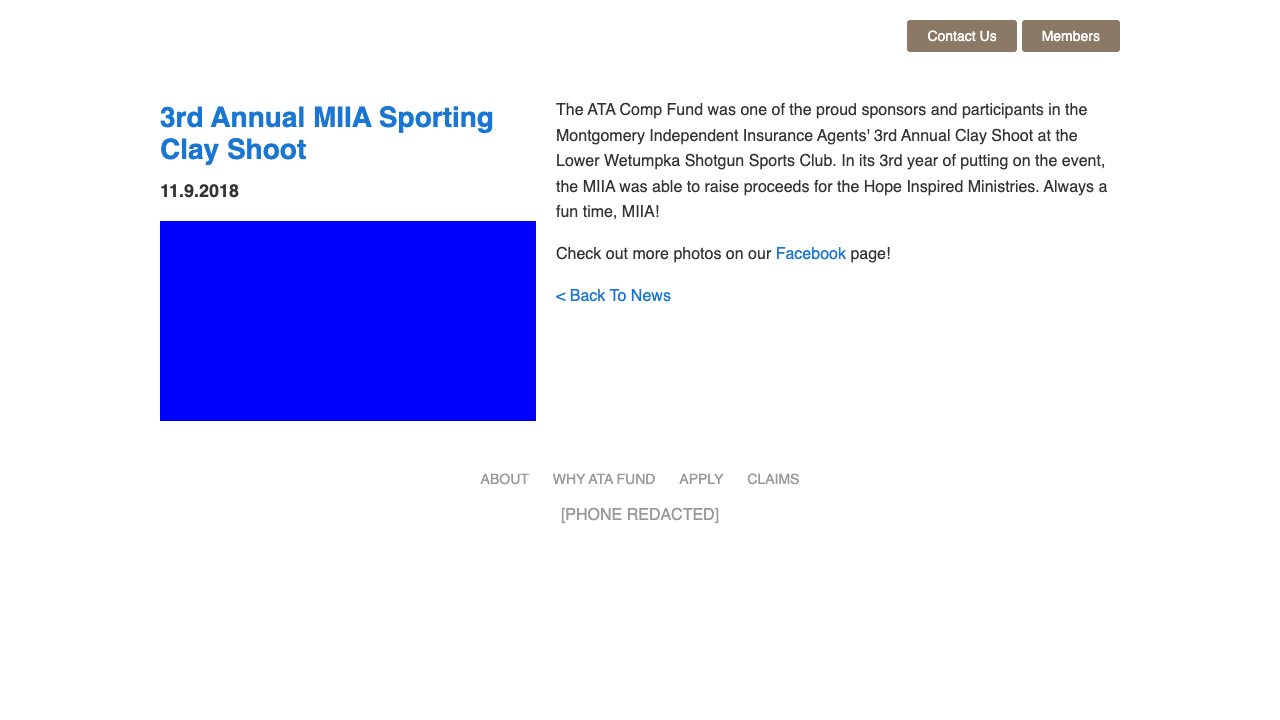 Contact Us
Members
3rd Annual MIIA Sporting
Clay Shoot
11.9.2018
The ATA Comp Fund was one of the proud sponsors and participants in the
Montgomery Independent Insurance Agents' 3rd Annual Clay Shoot at the
Lower Wetumpka Shotgun Sports Club. In its 3rd year of putting on the event,
the MIIA was able to raise proceeds for the Hope Inspired Ministries. Always a
fun time, MIIA!
Check out more photos on our Facebook page!
< Back To News
ABOUT WHY ATA FUND APPLY CLAIMS
[PHONE REDACTED]